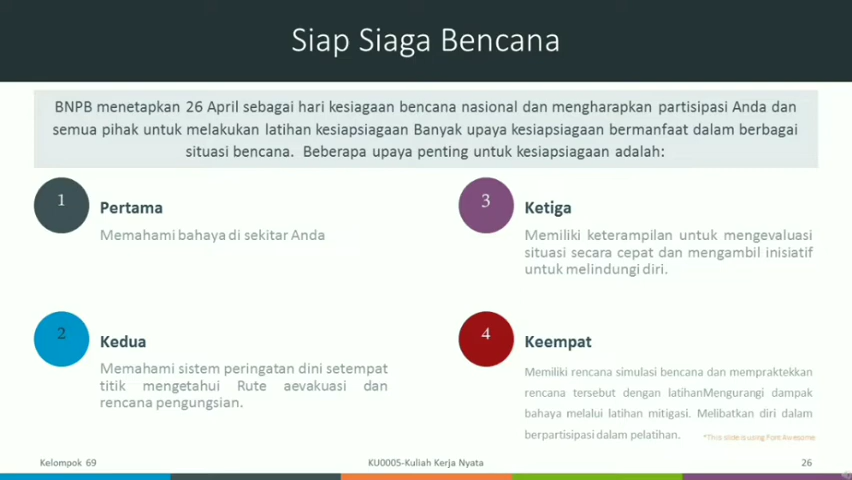 Siap Siaga Bencana
BNPB menetapkan 26 April sebagai hari kesiagaan bencana nasional dan mengharapkan partisipasi Anda dan
semua pihak untuk melakukan latihan kesiapsiagaan Banyak upaya kesiapsiagaan bermanfaat dalam berbagai
situasi bencana. Beberapa upaya penting untuk kesiapsiagaan adalah:
1
Pertama
Memahami bahaya di sekitar Anda
2
Kedua
Memahami sistem peringatan dini setempat
titik mengetahui Rute aevakuasi dan
rencana pengungsian.
3
Ketiga
Memiliki keterampilan untuk mengevaluasi
situasi secara cepat dan mengambil inisiatif
untuk melindungi diri.
4
Keempat
Memiliki rencana simulasi bencana dan mempraktekkan
rencana tersebut dengan latihanMengurangi dampak
bahaya melalui latihan mitigasi. Melibatkan diri dalam
berpartisipasi dalam pelatihan.
*This slide is using Font Awesome
Kelompok 69
KU0005-Kuliah Kerja Nyata
26